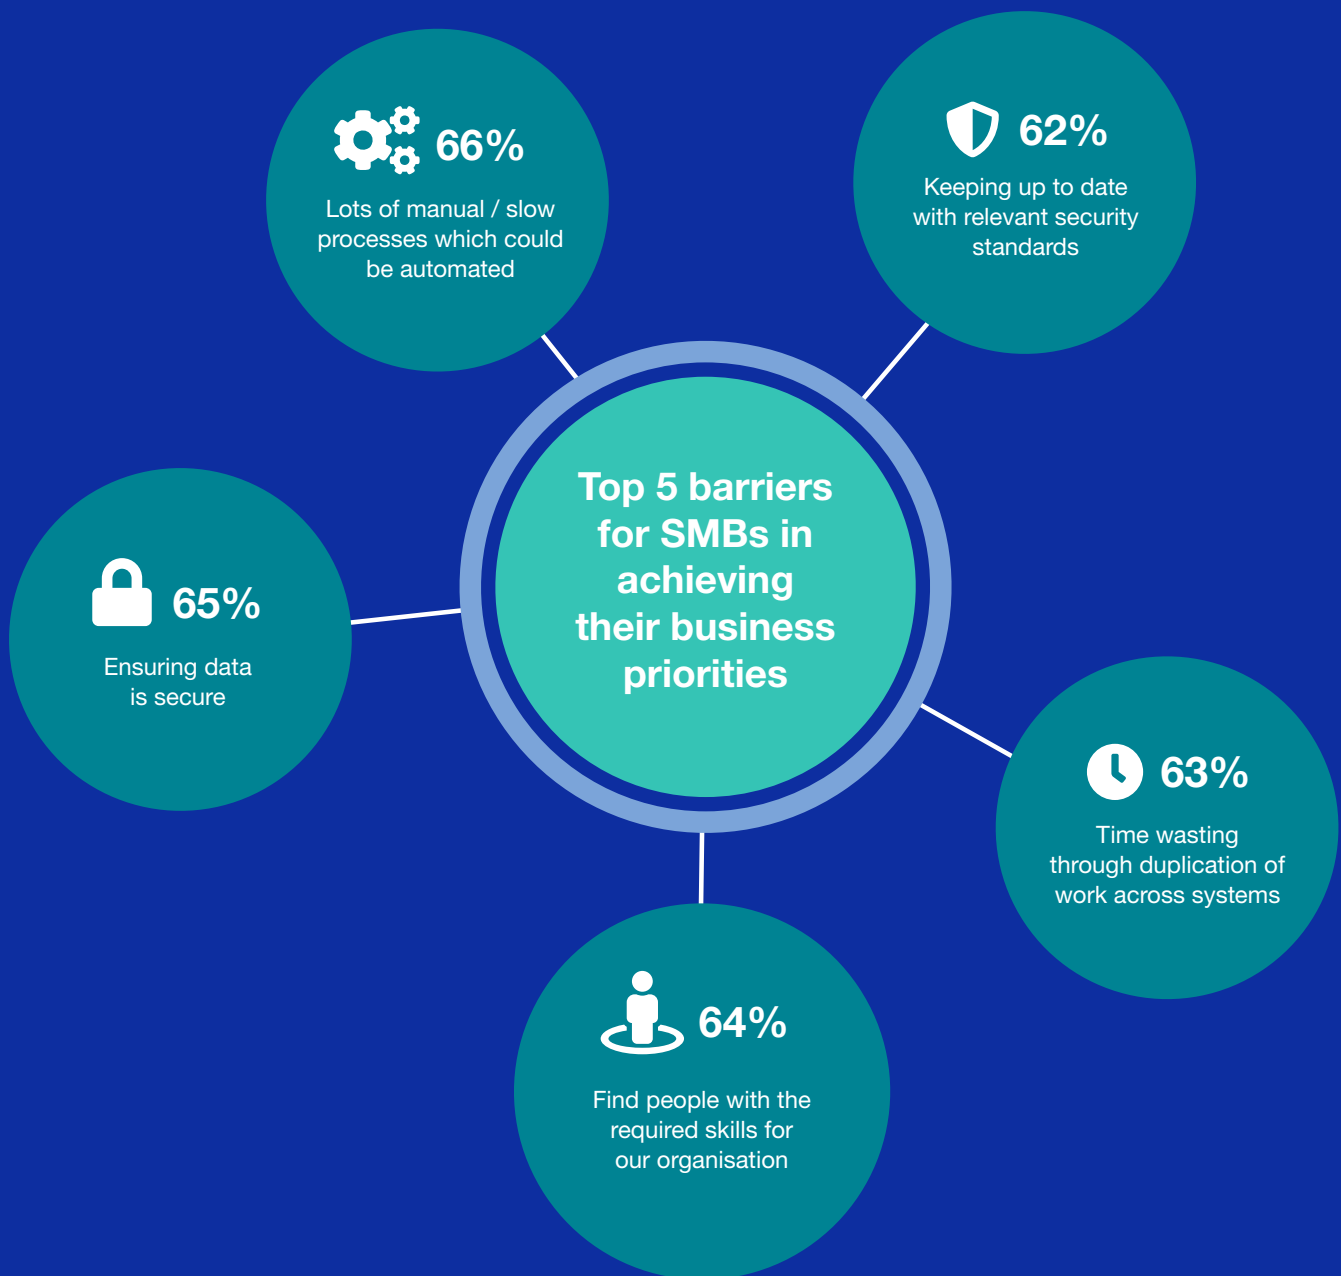 66%
Lots of manual / slow
processes which could
be automated
62%
Keeping up to date
with relevant security
standards
Top 5 barriers
for SMBs in
achieving
their business
priorities
65%
Ensuring data
is secure
63%
Time wasting
through duplication of
work across systems
64%
Find people with the
required skills for
our organisation